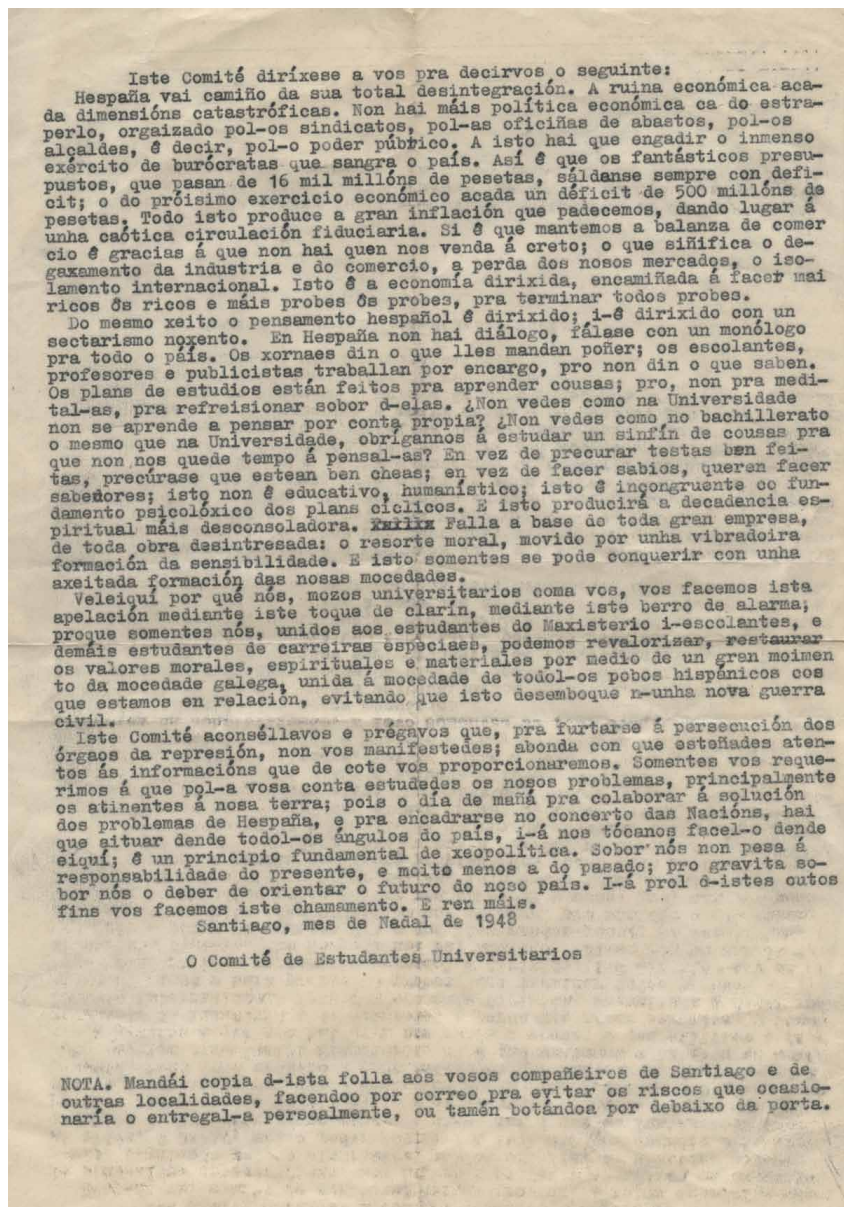 Iste Comité diríxese a vos pra decirvos o seguinte:
Hespaña vai camiño da sua total desintegración. A ruina económica aca-
da dimensións catastróficas. Non hai máis política económica ca do estra-
perlo, orgaizado pol-os sindicatos, pol-as oficiñas de abastos, pol-os
alcaldes, ê decir, pol-o poder púbrico. A isto hai que engadir o inmenso
exército de burócratas que sangra o país. Así ê que os fantásticos presu-
pustos, que pasan de 16 mil millóns de pesetas, sáldanse sempre con defi-
cit; o do próisimo exercicio económico acada un déficit de 500 millóns de
pesetas. Todo isto produce a gran inflación que padecemos, dando lugar á
unha caótica circulación fiduciaria. Si ê que mantemos a balanza de comer
cio ê gracias á que non hai quen nos venda á creto; o que siñifica o de-
gaxamento da industria e do comercio, a perda dos nosos mercados, o iso-
lamento internacional. Isto ê a economía dirixida, encamiñada á facer mai
ricos ôs ricos e máis probes ôs probes, pra terminar todos probes.
Do mesmo xeito o pensamento hespañol ê dirixido; i-ê dirixido con un
sectarismo noxento. En Hespaña non hai diálogo, fálase con un monólogo
pra todo o país. Os xornaes din o que lles mandan poñer; os escolantes,
profesores e publicistas traballan por encargo, pro non din o que saben.
Os plans de estudios están feitos pra aprender cousas; pro, non pra medi-
tal-as, pra refreisionar sobor d-elas. ¿Non vedes como na Universidade
non se aprende a pensar por conta propia? ¿Non vedes como no bachillerato
o mesmo que na Universidade, obrígannos á estudar un sinfín de cousas pra
que non nos quede tempo á pensal-as? En vez de procurar testas ben fei-
tas, precúrase que estean ben cheas; en vez de facer sabios, queren facer
sabedores; isto non ê educativo, humanístico; isto ê incongruente co fun-
damento psicolóxico dos plans cíclicos. E isto producirá a decadancia es-
piritual máis desconsoladora. Falla a base de toda gran empresa,
de toda obra desintresada: o resorte moral, movido por unha vibradoira
formación da sensibilidade. E isto somentes se pode conquerir con unha
axeitada formación das nosas mocedades.
Veleiquí por qué nós, mozos universitarios coma vos, vos facemos ista
apelación mediante iste toque de clarín, mediante iste berro de alarma;
proque somentes nós, unidos aos estudantes do Maxisterio i-escolantes, e
demáis estudantes de carreiras especiaes, podemos revalorizar, restaurar
os valores morales, espirituales e materiales por medio de un gren moimen
to da mocedade galega, unida á mocedade de todol-os pobos hispánicos cos
que estamos en relación, evitando que isto desemboque n-unha nova guerra
civil.
Iste Comité aconséllavos e prégavos que, pra furtarse á persecución dos
órgaos da represión, non vos manifestedes; abonda con que esteñades aten-
tos ás informacións que de cote vos proporcionaremos. Somentes vos reque-
rimos á que pol-a vosa conta estudedes os nosos problemas, principalmente
os atinentes á nosa terra; pois o día de mañá pra colaborar á solución
dos problemas de Hespaña, e pra encadrarse no concerto das Nacións, hai
que situar dende todol-os ángulos do país, i-á nos tócanos facel-o dende
eiquí; ê un principio fundamental de xeopolítica. Sobor nós non pesa á
responsabilidade do presente, e moito menos a do pasado; pro gravita so-
bor nós o deber de orientar o futuro do noso país. I-á prol d-istes outos
fins vos facemos iste chamamento. E ren máis.
Santiago, mes de Nadal de 1948
O Comité de Estudantes Universitarios
NOTA. Mandái copia d-ista folla aos vosos compañeiros de Santiago e de
outras localidades, facendoo por correo pra evitar os riscos que ocasio-
naría o entregal-a persoalmente, ou tamén botándoa por debaixo da porta.